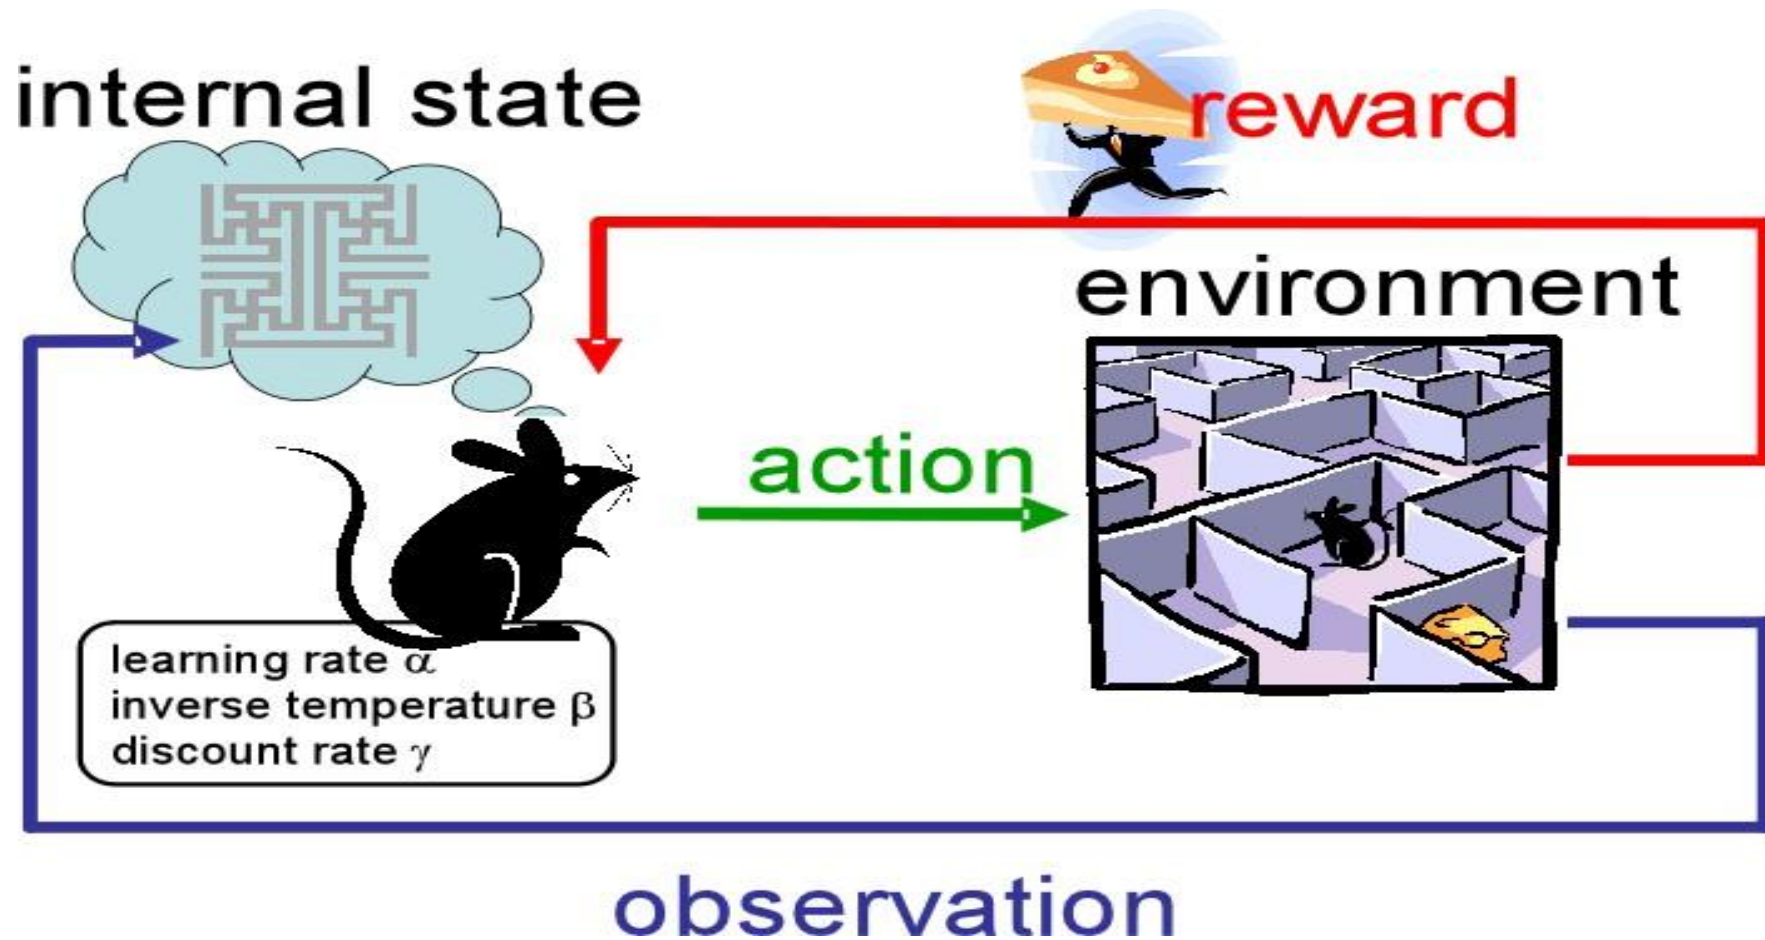 internal state
reward
environment
action
learning rate α
inverse temperature β
discount rate γ
observation